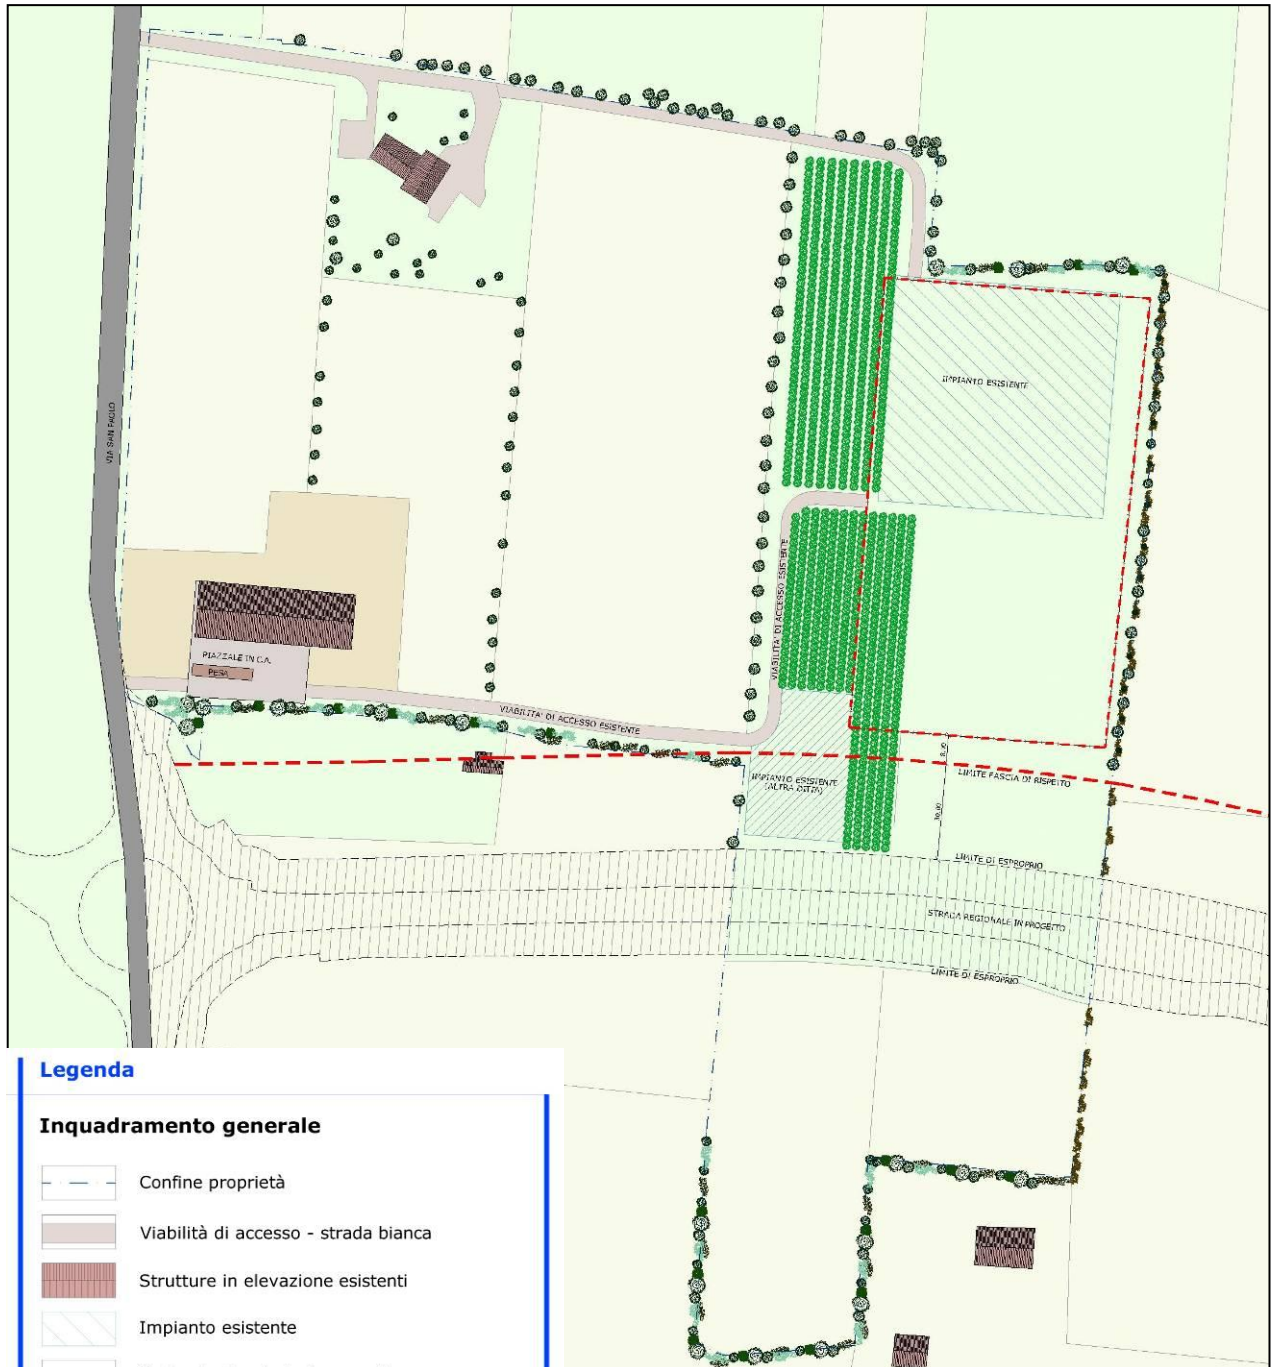 IMPIANTO ESISTENTE
VIA SAN PAOLO
VIABILITA' DI ACCESSO ESISTENTE
PIAZZALE IN C.A.
PESA
VIABILITA' DI ACCESSO ESISTENTE
IMPIANTO ESISTENTE
(ALTRA DITTA)
LIMITE FASCIA DI RISPETTO
LIMITE DI ESPROPRIO
STRADA REGIONALE IN PROGETTO
LIMITE DI ESPROPRIO
Legenda
Inquadramento generale
Confine proprietà
Viabilità di accesso - strada bianca
Strutture in elevazione esistenti
Impianto esistente